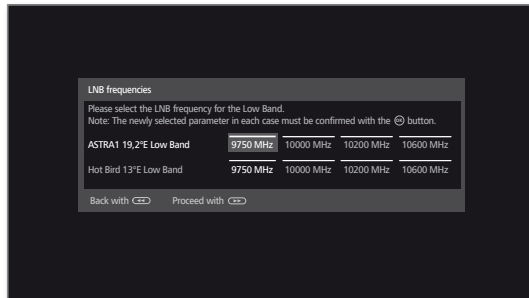 LNB frequencies
Please select the LNB frequency for the Low Band.
Note: The newly selected parameter in each case must be confirmed with the OK button.
ASTRA1 19,2°E Low Band 9750 MHz 10000 MHz 10200 MHz 10600 MHz
Hot Bird 13°E Low Band 9750 MHz 10000 MHz 10200 MHz 10600 MHz
Back with Proceed with